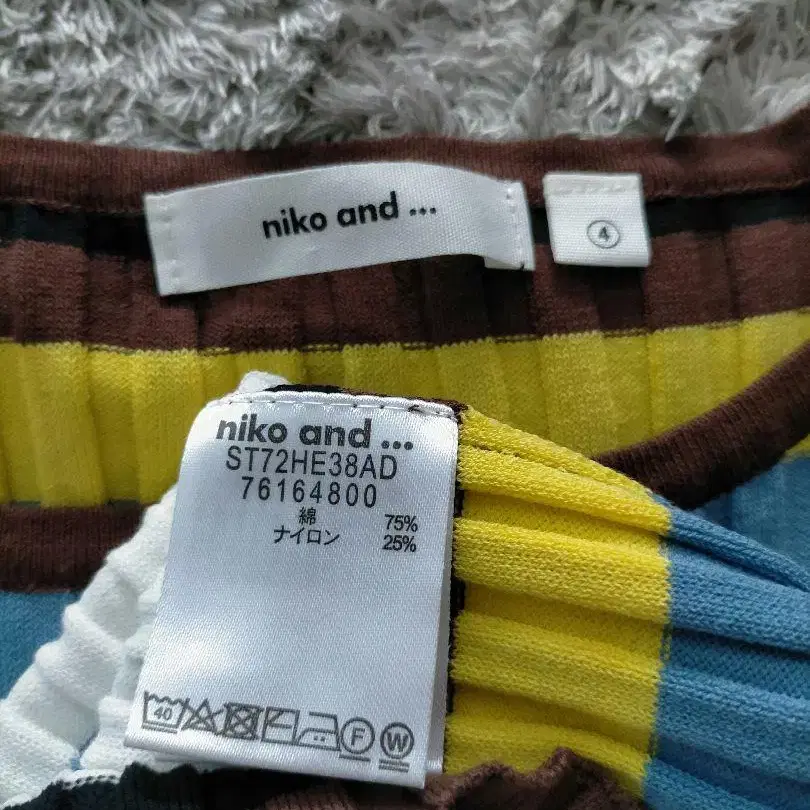 niko and ...
④
niko and ...
ST72HE38AD
76164800
綿 75%
ナイロン 25%
40 F W